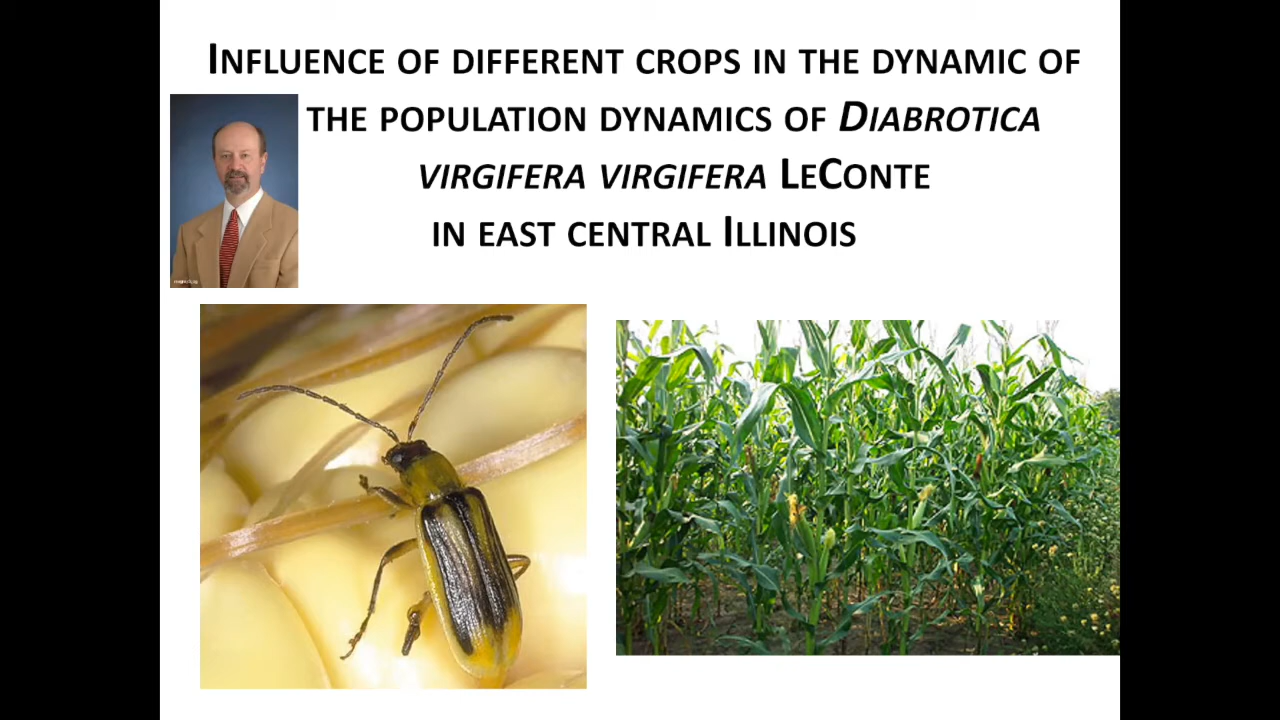 INFLUENCE OF DIFFERENT CROPS IN THE DYNAMIC OF
THE POPULATION DYNAMICS OF DIABROTICA
VIRGIFERA VIRGIFERA LECONTE
IN EAST CENTRAL ILLINOIS